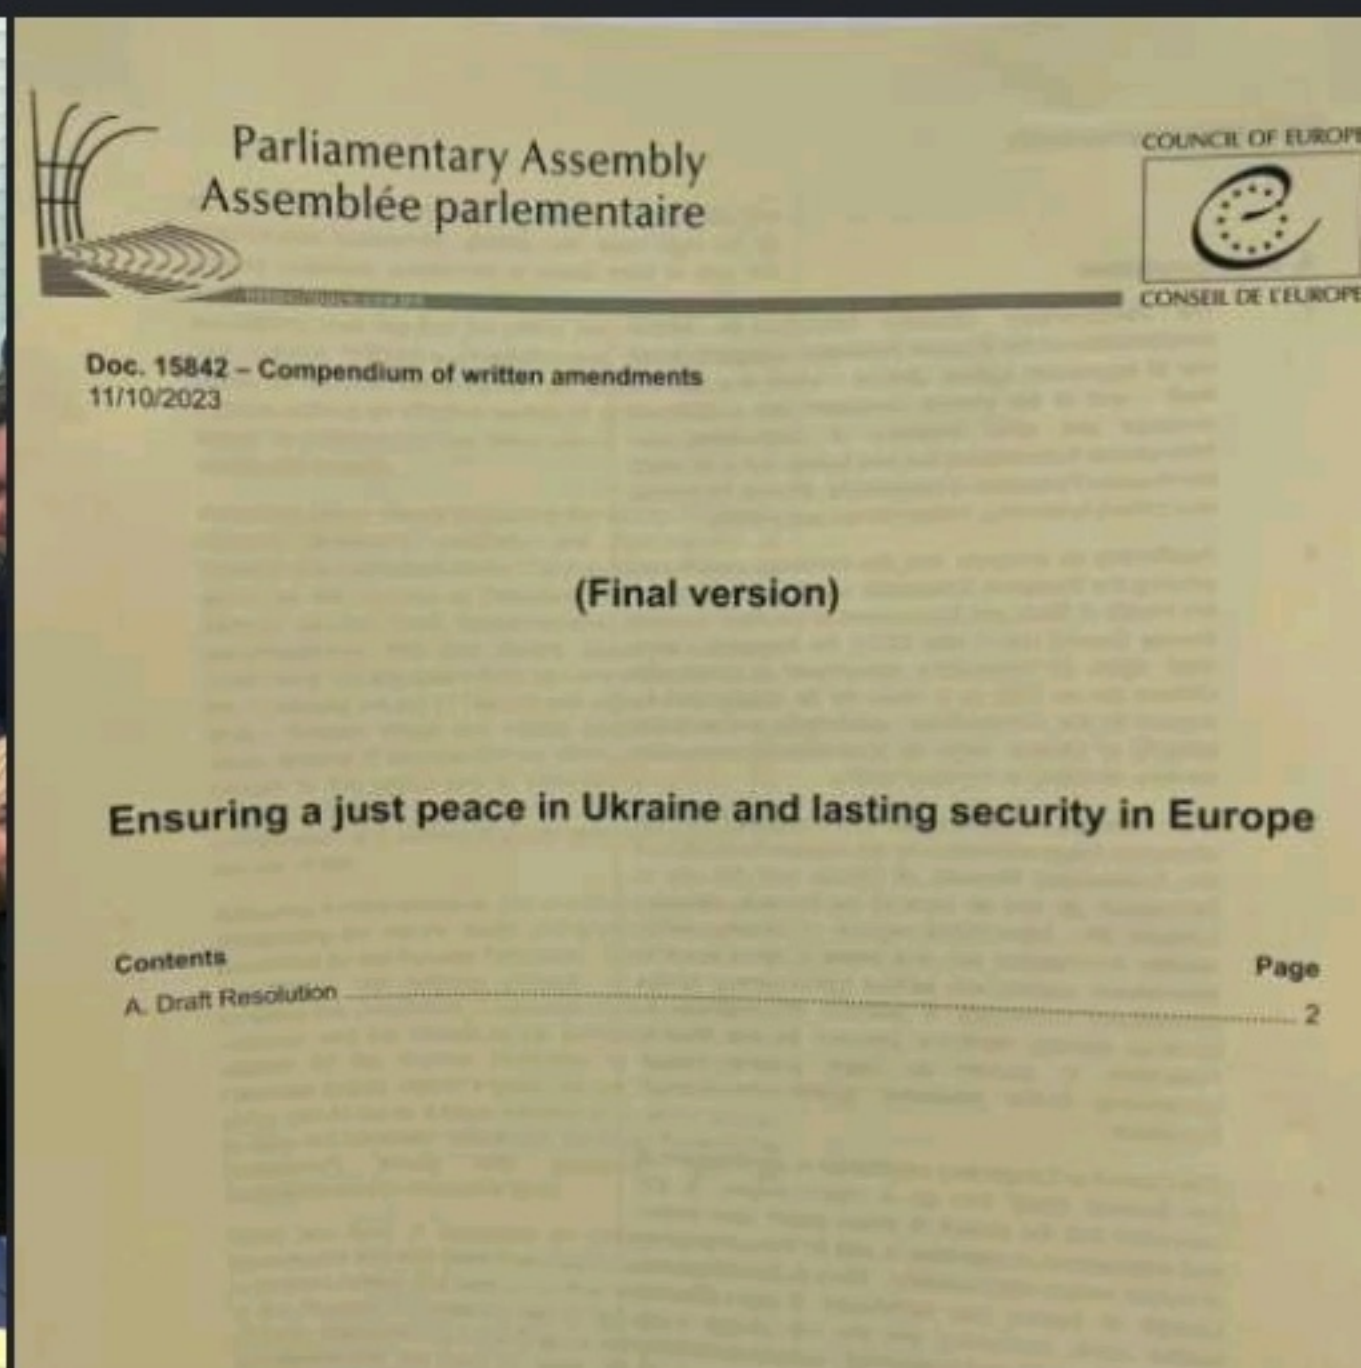 Parliamentary Assembly
Assemblée parlementaire
COUNCIL OF EUROPE
CONSEIL DE L'EUROPE
Doc. 15842 – Compendium of written amendments
11/10/2023
(Final version)
Ensuring a just peace in Ukraine and lasting security in Europe
Contents
Page
A. Draft Resolution ........ 2